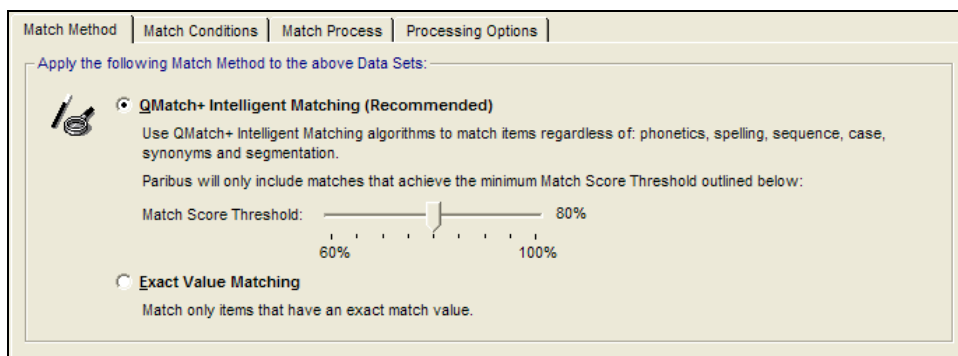 Match Method Match Conditions Match Process Processing Options
Apply the following Match Method to the above Data Sets:
QMatch+ Intelligent Matching (Recommended)
Use QMatch+ Intelligent Matching algorithms to match items regardless of: phonetics, spelling, sequence, case,
synonyms and segmentation.
Paribus will only include matches that achieve the minimum Match Score Threshold outlined below:
Match Score Threshold: 80%
60% 100%
Exact Value Matching
Match only items that have an exact match value.